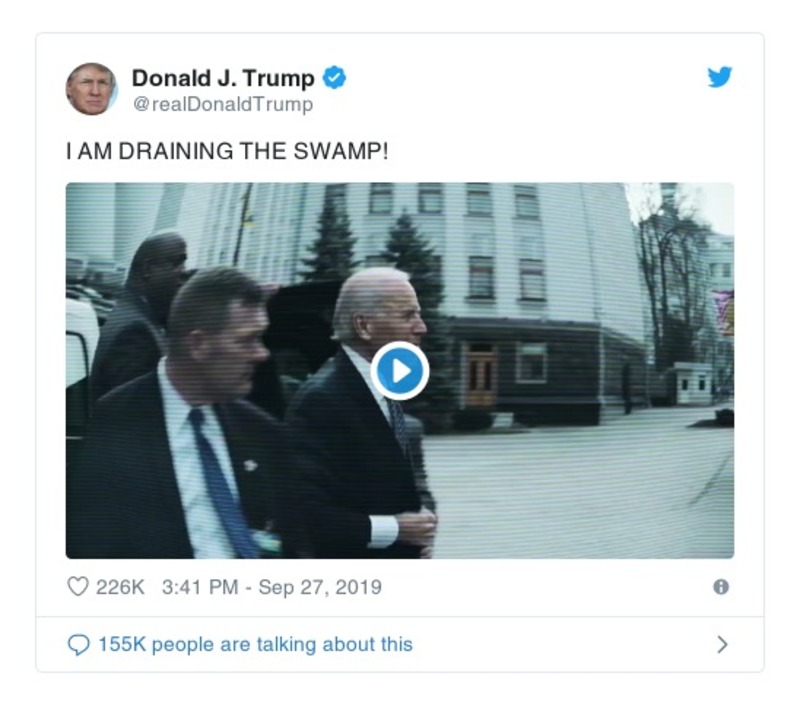 Donald J. Trump
@realDonaldTrump
I AM DRAINING THE SWAMP!
226K 3:41 PM - Sep 27, 2019
155K people are talking about this